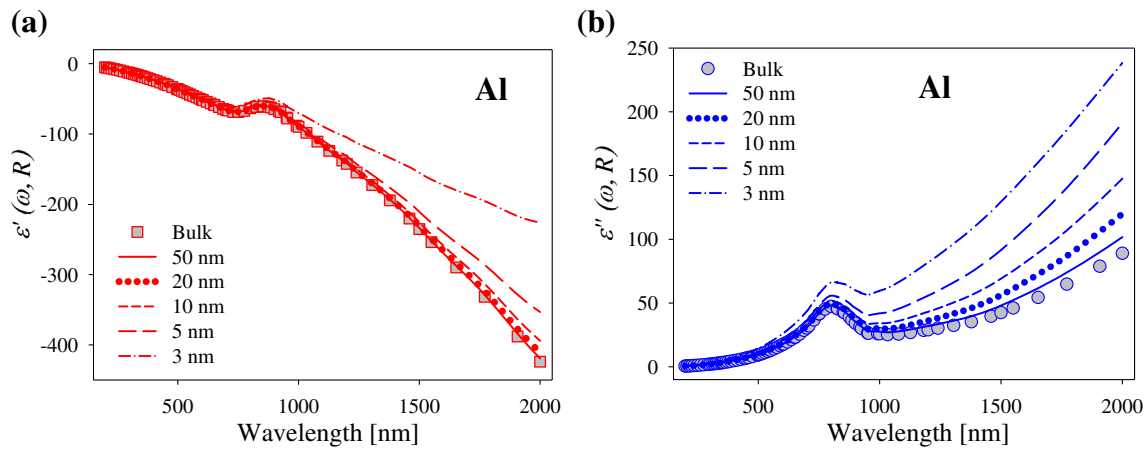 (a)
Al
0
-100
-200
-300
-400
ε' (ω, R)
Bulk
50 nm
20 nm
10 nm
5 nm
3 nm
500
1000
1500
2000
Wavelength [nm]
(b)
Al
250
200
150
100
50
0
ε'' (ω, R)
Bulk
50 nm
20 nm
10 nm
5 nm
3 nm
500
1000
1500
2000
Wavelength [nm]